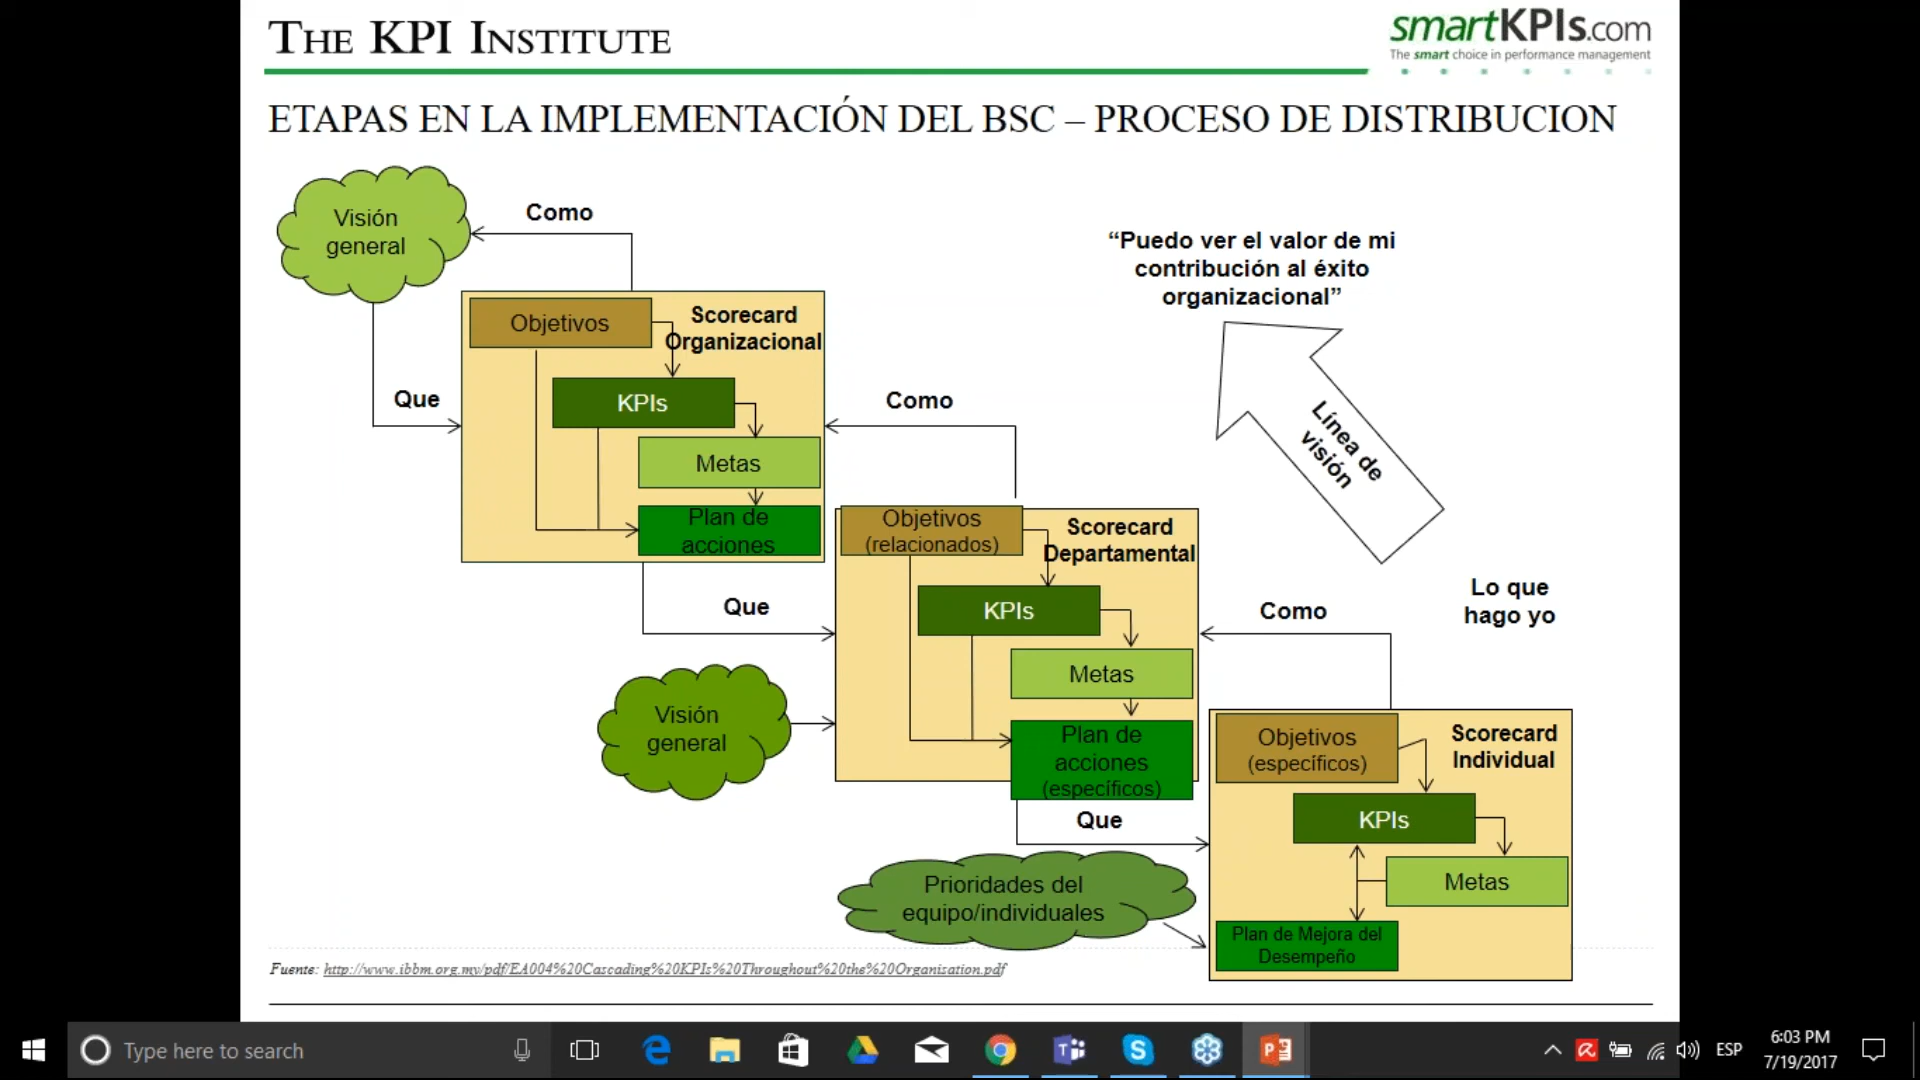 THE KPI INSTITUTE
smartKPIs.com
The smart choice in performance management
ETAPAS EN LA IMPLEMENTACIÓN DEL BSC – PROCESO DE DISTRIBUCION
Visión
general
Como
“Puedo ver el valor de mi
contribución al éxito
organizacional”
Objetivos
Scorecard
Organizacional
Que
KPIs
Como
Línea de
visión
Metas
Plan de
acciones
Objetivos
(relacionados)
Scorecard
Departamental
Que
KPIs
Como
Lo que
hago yo
Metas
Visión
general
Plan de
acciones
(específicos)
Objetivos
(específicos)
Scorecard
Individual
Que
KPIs
Prioridades del
equipo/individuales
Metas
Plan de Mejora del
Desempeño
Fuente: http://www.ibbm.org.my/pdf/EA004%20Cascading%20KPIs%20Throughout%20the%20Organisation.pdf
Type here to search
ESP
6:03 PM
7/19/2017